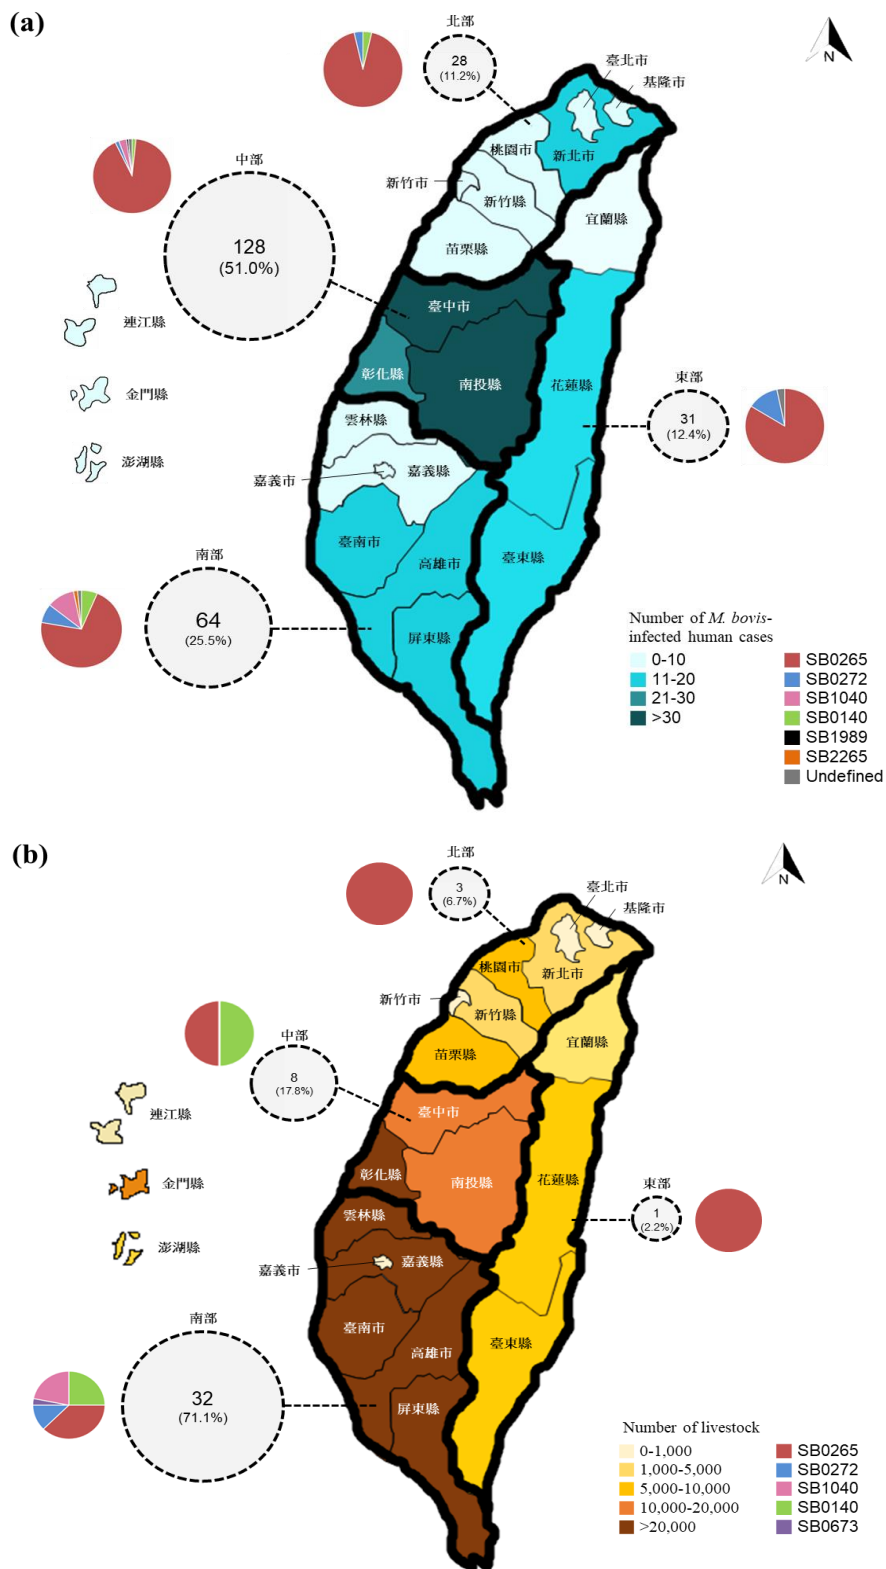 (a)
北部
28
(11.2%)
N
臺北市
基隆市
桃園市
新北市
中部
新竹市
新竹縣
宜蘭縣
128
(51.0%)
苗栗縣
臺中市
連江縣
彰化縣
南投縣
花蓮縣
東部
金門縣
31
(12.4%)
雲林縣
澎湖縣
嘉義市
嘉義縣
臺南市
南部
高雄市
臺東縣
64
(25.5%)
屏東縣
Number of M. bovis-
infected human cases
0-10
11-20
21-30
>30
SB0265
SB0272
SB1040
SB0140
SB1989
SB2265
Undefined
(b)
北部
3
(6.7%)
N
臺北市
基隆市
桃園市
新北市
新竹市
新竹縣
中部
宜蘭縣
苗栗縣
8
(17.8%)
臺中市
連江縣
彰化縣
南投縣
花蓮縣
金門縣
東部
1
(2.2%)
雲林縣
澎湖縣
嘉義市
嘉義縣
南部
臺南市
高雄市
臺東縣
32
(71.1%)
屏東縣
Number of livestock
0-1,000
1,000-5,000
5,000-10,000
10,000-20,000
>20,000
SB0265
SB0272
SB1040
SB0140
SB0673